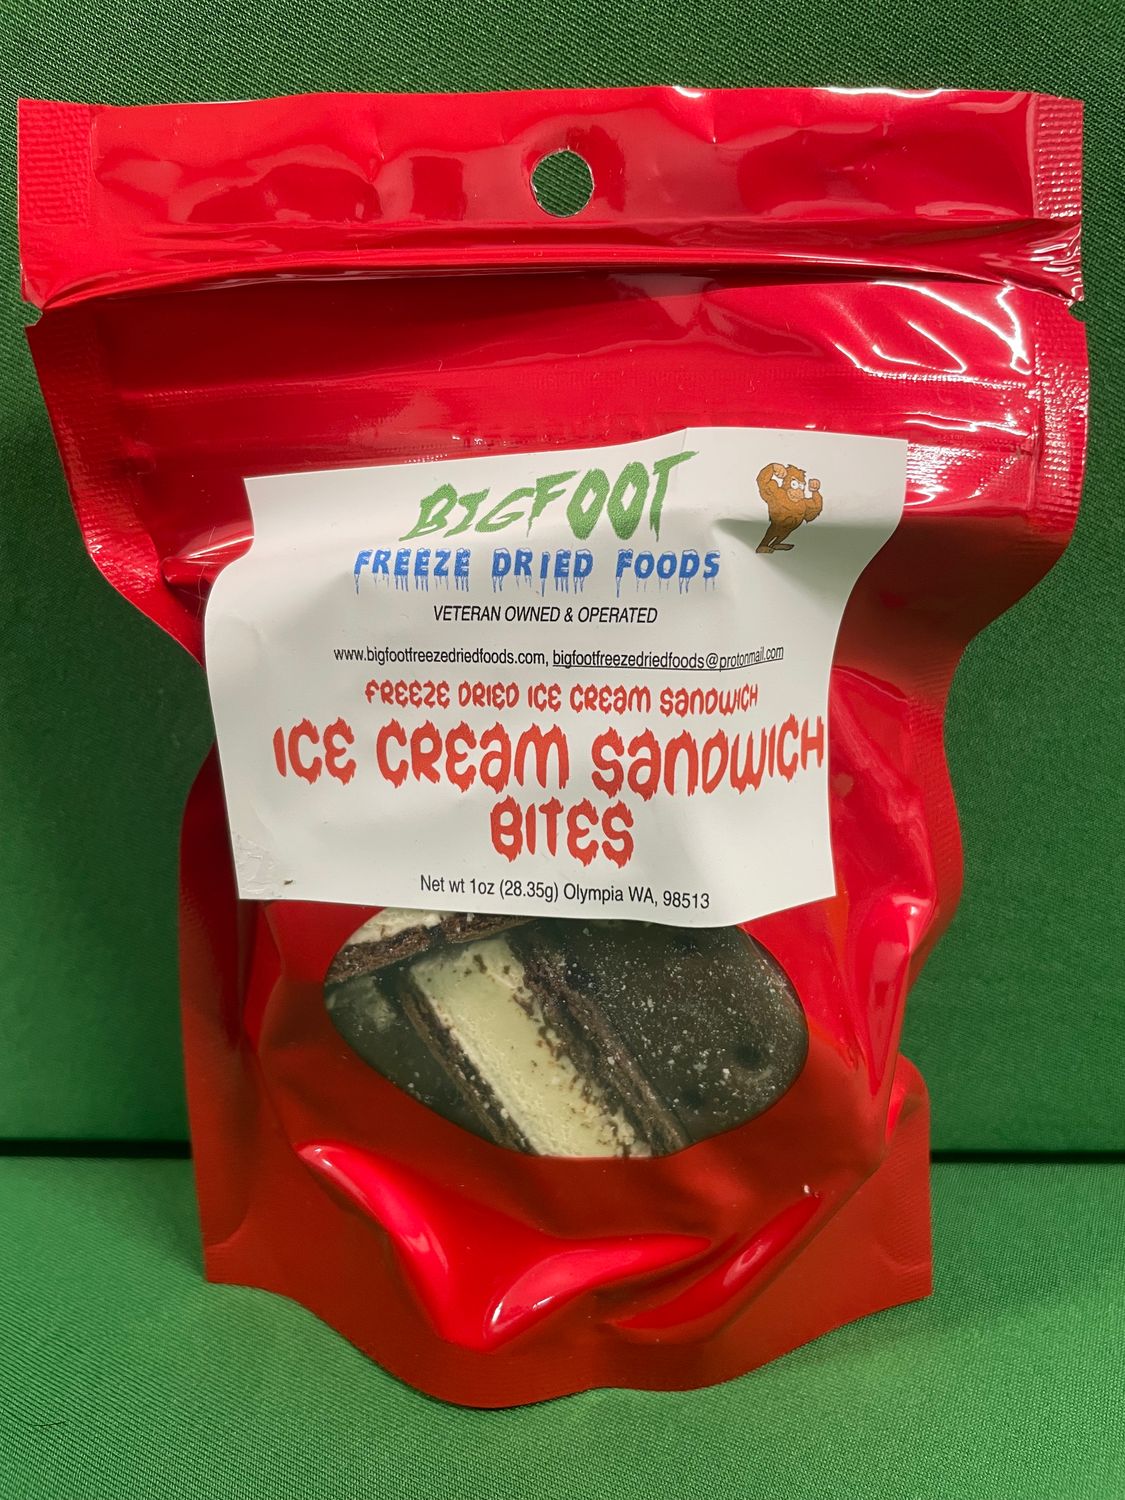 BIGFOOT
FREEZE DRIED FOODS
VETERAN OWNED & OPERATED
www.bigfootfreezedriedfoods.com, bigfootfreezedriedfoods@protonmail.com
FREEZE DRIED ICE CREAM SANDWICH
ICE CREAM SANDWICH
BITES
Net wt 1oz (28.35g) Olympia WA, 98513